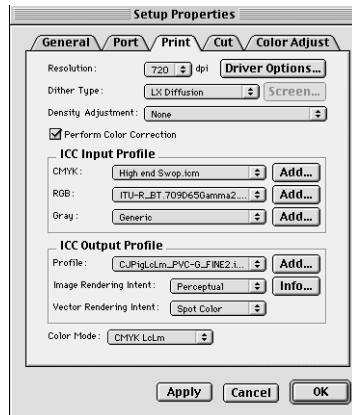 Setup Properties
General Port Print Cut Color Adjust
Resolution: 720 dpi Driver Options...
Dither Type: LX Diffusion Screen...
Density Adjustment: None
Perform Color Correction
ICC Input Profile
CMYK: High end Swop.icm Add...
RGB: ITU-R_BT.709D65Gamma2.... Add...
Gray: Generic Add...
ICC Output Profile
Profile: CJPigLcLm_PVC-G_FINE2.i... Add...
Image Rendering Intent: Perceptual Info...
Vector Rendering Intent: Spot Color
Color Mode: CMYK LcLm
Apply Cancel OK